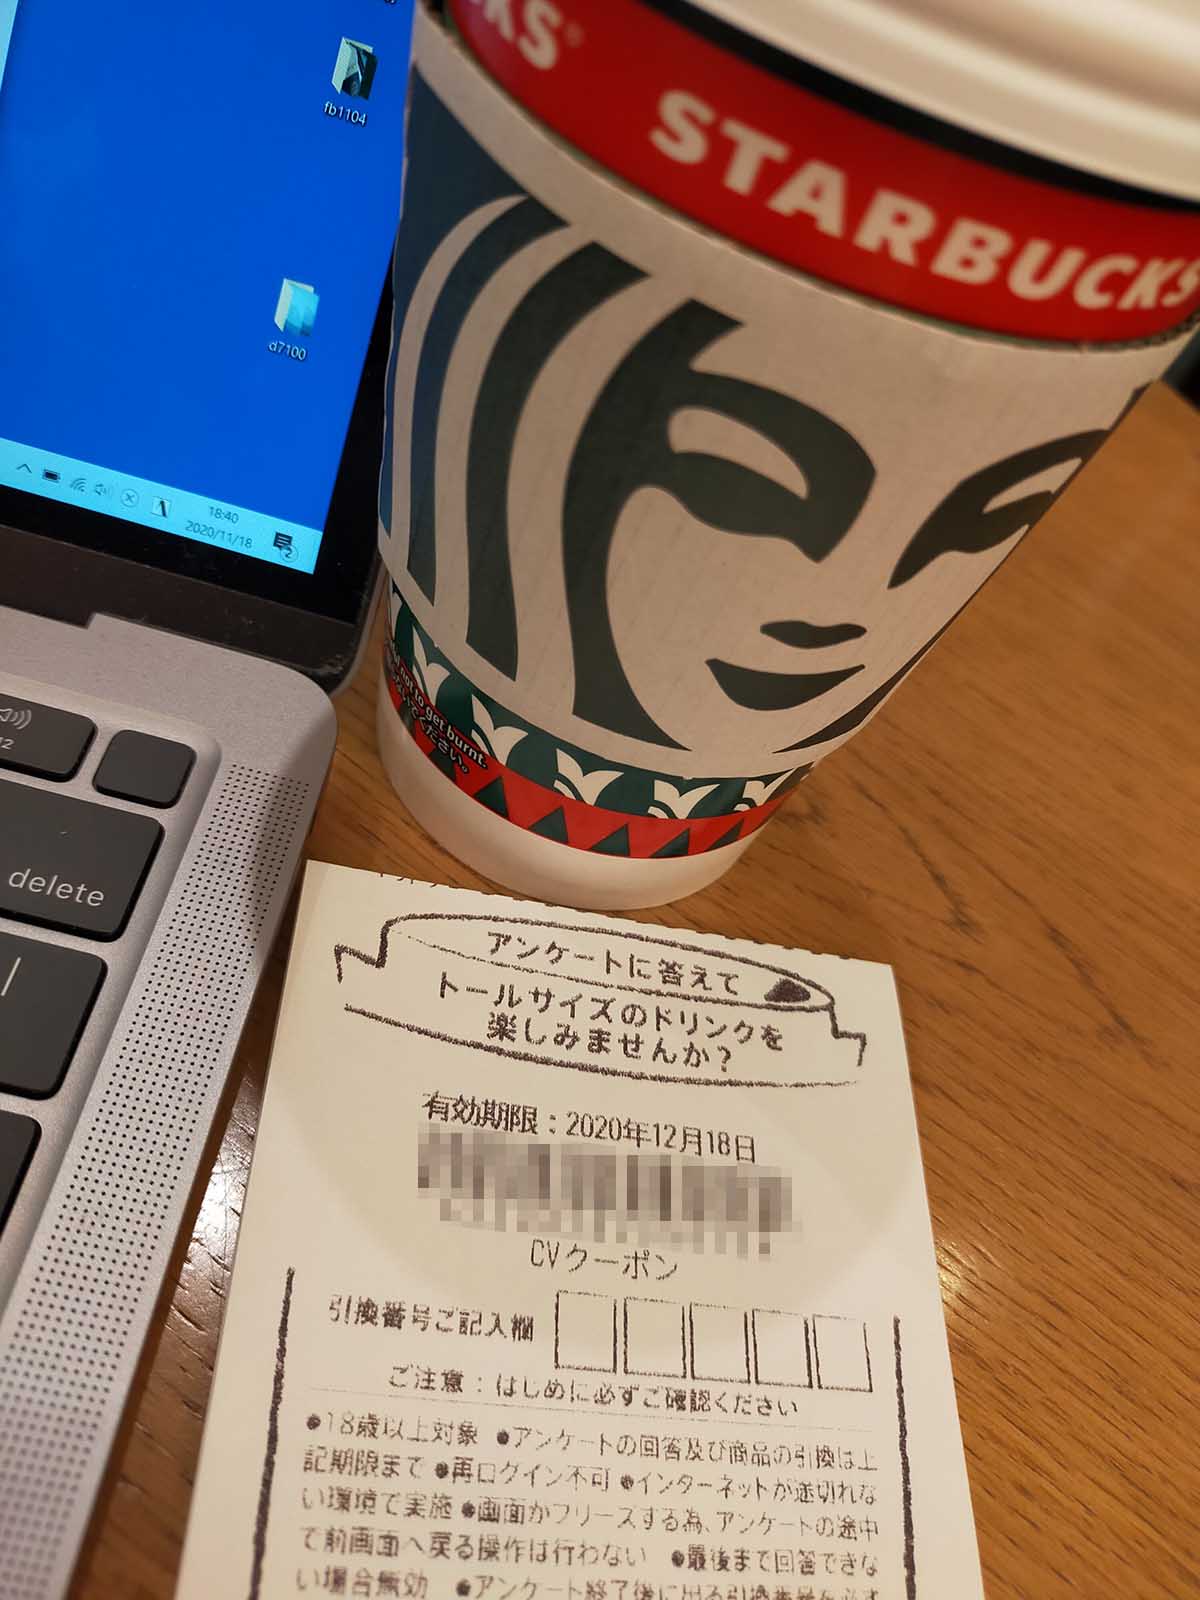 fb1104
d7100
18:40
2020/11/18
2
delete
STARBUCKS
not to get burnt.
ください。
アンケートに答えて
トールサイズのドリンクを
楽しみませんか?
有効期限:2020年12月18日
CVクーポン
引換番号ご記入欄
ご注意:はじめに必ずご確認ください
●18歳以上対象 ●アンケートの回答及び商品の引換は上
記期限まで ●再ログイン不可 ●インターネットが途切れな
い環境で実施 ●画面がフリーズする為、アンケートの途中
で前画面へ戻る操作は行わない ●最後まで回答できな
い場合無効 ●アンケート終了後に出る引換番号を必ず